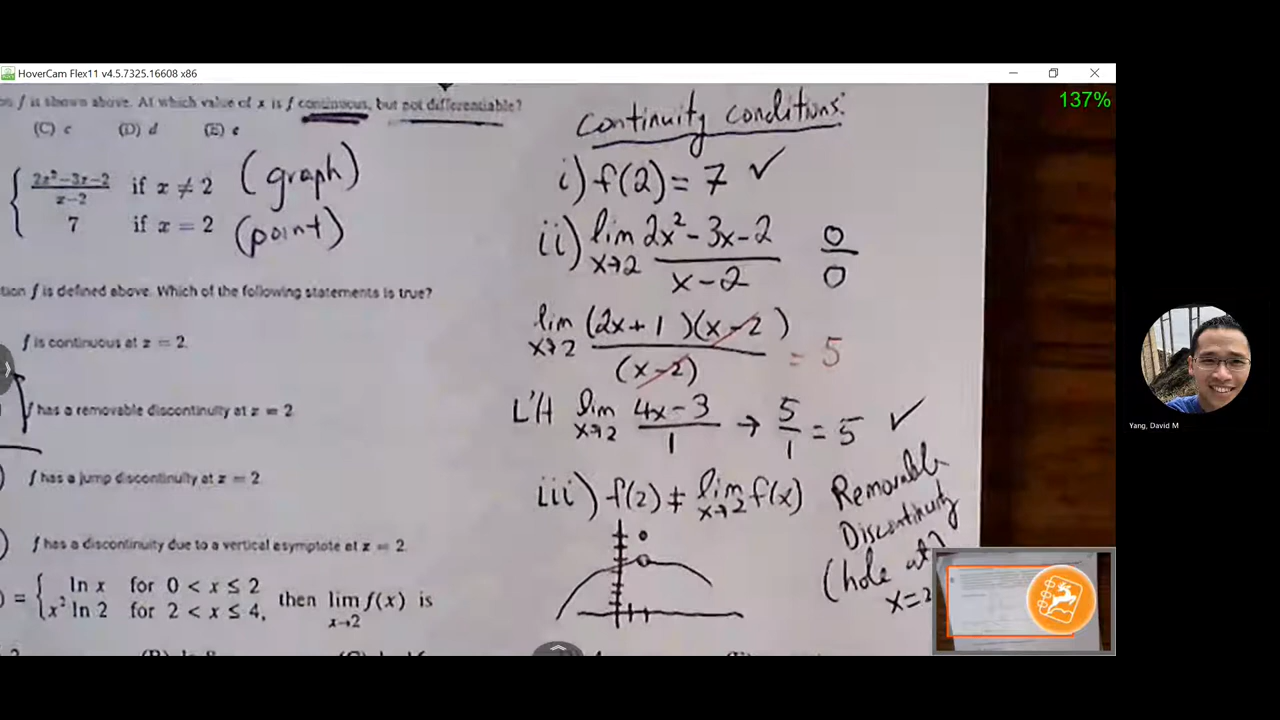 HoverCam Flex11 v4.5.7325.16608 x86
137%
on f is shown above. At which value of x is f continuous, but not differentiable?
(C) c (D) d (E) e
2x²-3x-2 / x-2 if x ≠ 2 (graph)
7 if x = 2 (point)
tion f is defined above. Which of the following statements is true?
f is continuous at x = 2.
f has a removable discontinuity at x = 2
f has a jump discontinuity at x = 2.
f has a discontinuity due to a vertical asymptote at x = 2.
) = { ln x for 0 < x ≤ 2
x² ln 2 for 2 < x ≤ 4, then lim x→2 f(x) is
Continuity conditions:
i) f(2) = 7 ✓
ii) lim x→2 2x²-3x-2 / x-2 0/0
lim x→2 (2x+1)(x-2) / (x-2) = 5
L'H lim x→2 4x-3 / 1 → 5/1 = 5 ✓
iii) f(2) ≠ lim x→2 f(x)
Removable
Discontinuity
(hole at
x=2
Yang, David M